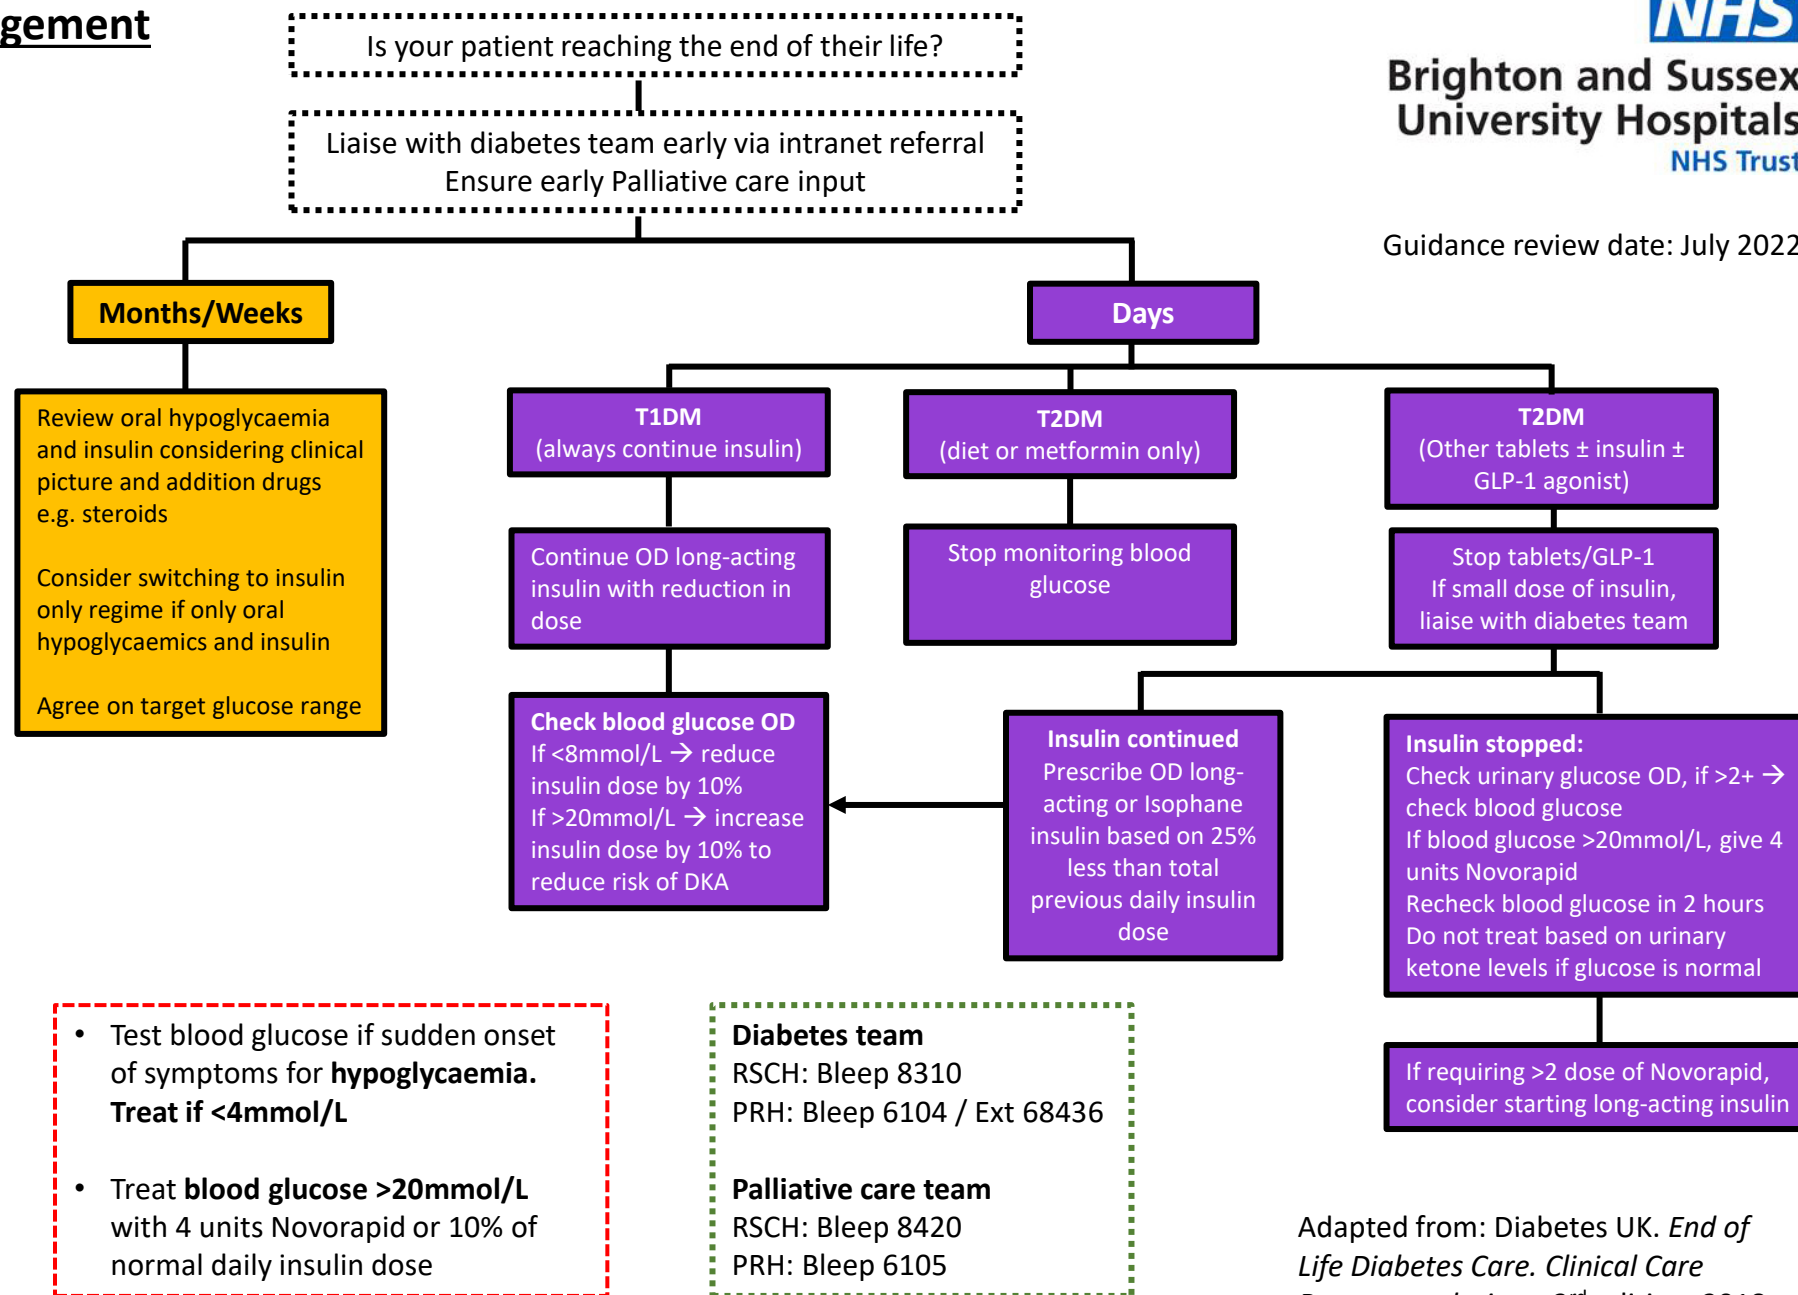 gement
Is your patient reaching the end of their life?
NHS
Brighton and Sussex
University Hospitals
NHS Trust
Liaise with diabetes team early via intranet referral
Ensure early Palliative care input
Guidance review date: July 2022
Months/Weeks
Days
Review oral hypoglycaemia
and insulin considering clinical
picture and addition drugs
e.g. steroids
Consider switching to insulin
only regime if only oral
hypoglycaemics and insulin
Agree on target glucose range
T1DM
(always continue insulin)
T2DM
(diet or metformin only)
T2DM
(Other tablets ± insulin ±
GLP-1 agonist)
Continue OD long-acting
insulin with reduction in
dose
Stop monitoring blood
glucose
Stop tablets/GLP-1
If small dose of insulin,
liaise with diabetes team
Check blood glucose OD
If <8mmol/L → reduce
insulin dose by 10%
If >20mmol/L → increase
insulin dose by 10% to
reduce risk of DKA
Insulin continued
Prescribe OD long-
acting or Isophane
insulin based on 25%
less than total
previous daily insulin
dose
Insulin stopped:
Check urinary glucose OD, if >2+ →
check blood glucose
If blood glucose >20mmol/L, give 4
units Novorapid
Recheck blood glucose in 2 hours
Do not treat based on urinary
ketone levels if glucose is normal
If requiring >2 dose of Novorapid,
consider starting long-acting insulin
• Test blood glucose if sudden onset
of symptoms for hypoglycaemia.
Treat if <4mmol/L
• Treat blood glucose >20mmol/L
with 4 units Novorapid or 10% of
normal daily insulin dose
Diabetes team
RSCH: Bleep 8310
PRH: Bleep 6104 / Ext 68436
Palliative care team
RSCH: Bleep 8420
PRH: Bleep 6105
Adapted from: Diabetes UK. End of
Life Diabetes Care. Clinical Care